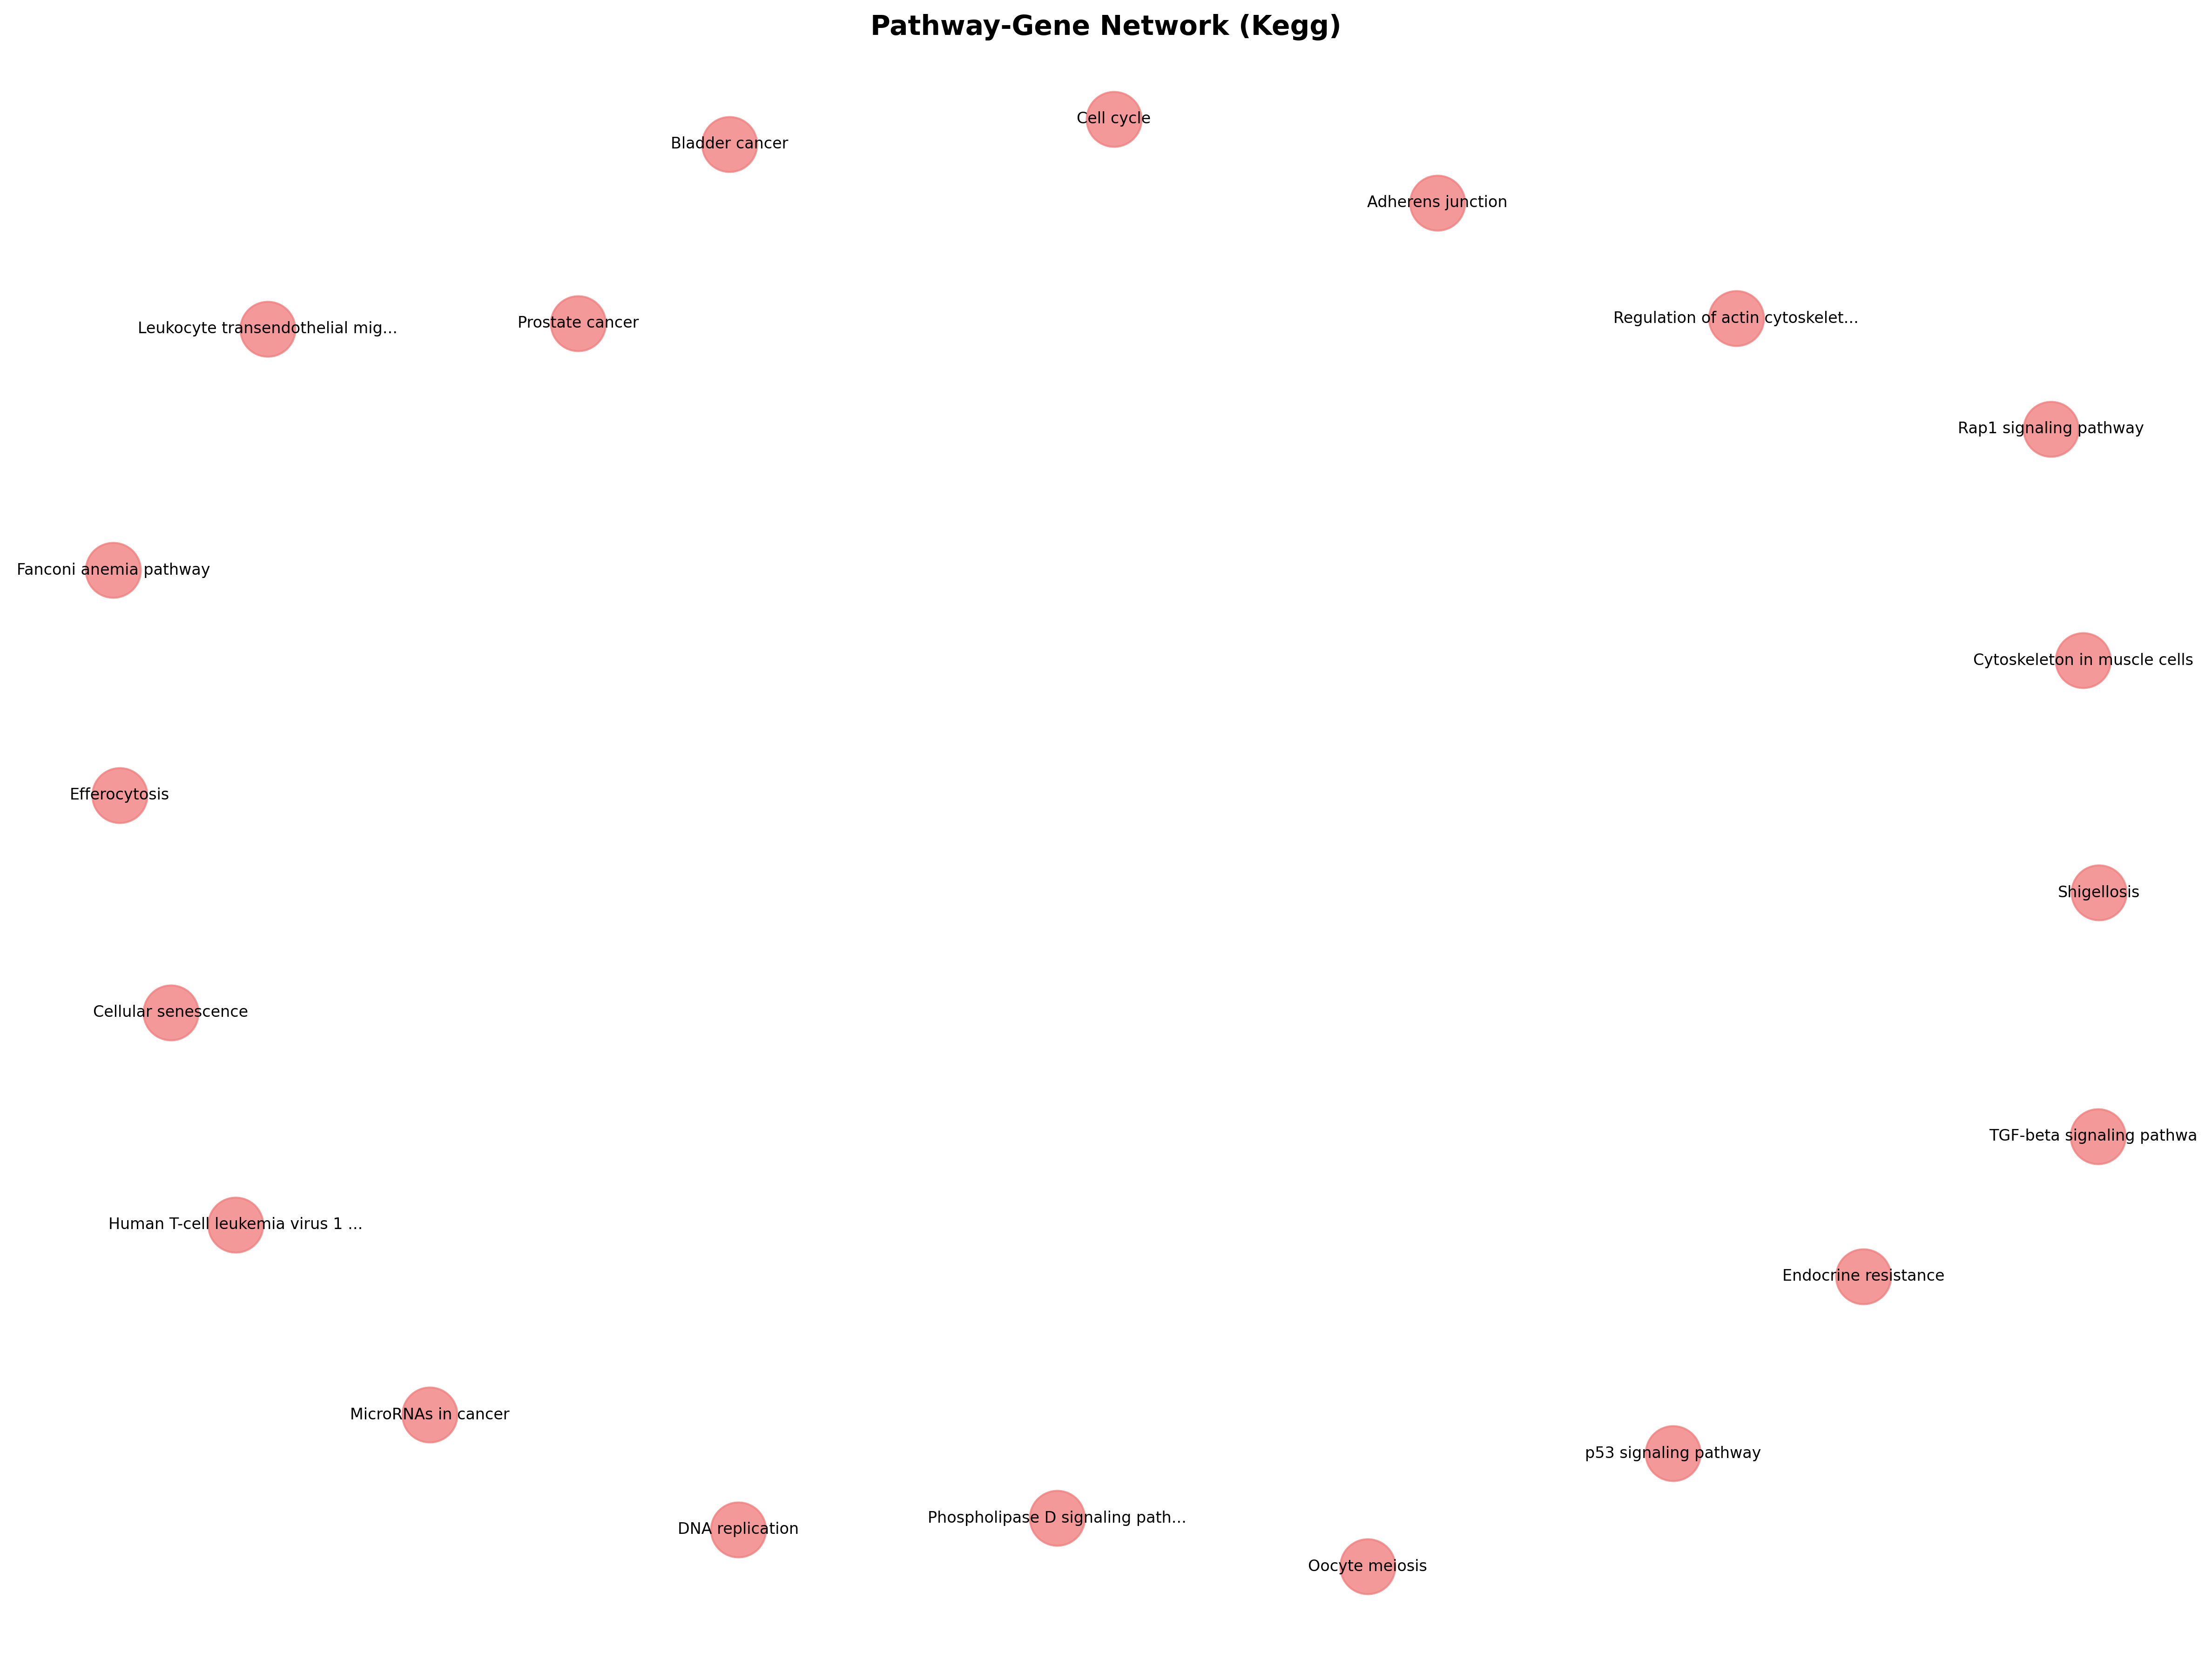 Pathway-Gene Network (Kegg)
Cell cycle
Bladder cancer
Adherens junction
Regulation of actin cytoskelet...
Prostate cancer
Leukocyte transendothelial mig...
Rap1 signaling pathway
Fanconi anemia pathway
Cytoskeleton in muscle cells
Efferocytosis
Shigellosis
Cellular senescence
TGF-beta signaling pathwa
Human T-cell leukemia virus 1 ...
Endocrine resistance
MicroRNAs in cancer
p53 signaling pathway
Phospholipase D signaling path...
DNA replication
Oocyte meiosis